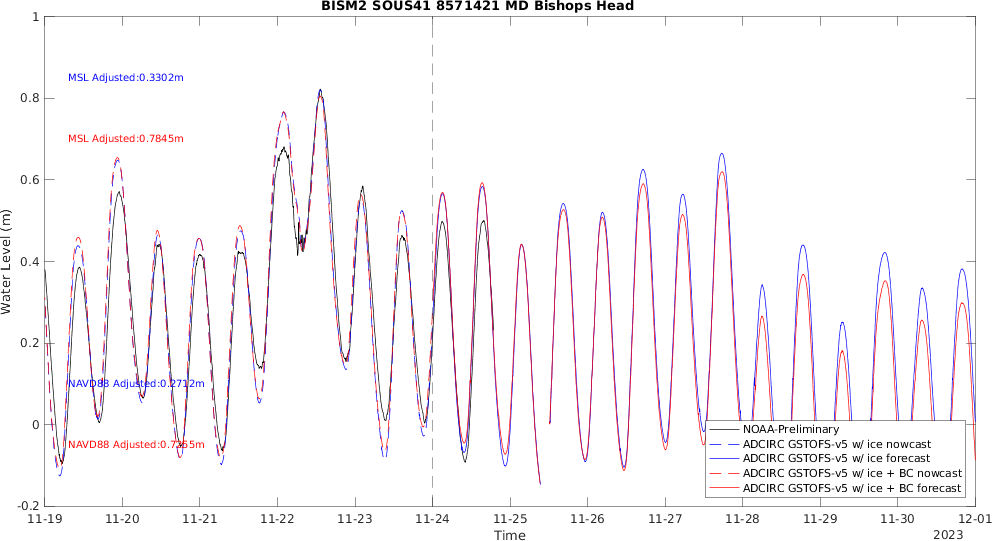 BISM2 SOUS41 8571421 MD Bishops Head
Water Level (m)
1
0.8
0.6
0.4
0.2
0
-0.2
MSL Adjusted:0.3302m
MSL Adjusted:0.7845m
NAVD88 Adjusted:0.2712m
NAVD88 Adjusted:0.7255m
NOAA-Preliminary
ADCIRC GSTOFS-v5 w/ ice nowcast
ADCIRC GSTOFS-v5 w/ ice forecast
ADCIRC GSTOFS-v5 w/ ice + BC nowcast
ADCIRC GSTOFS-v5 w/ ice + BC forecast
11-19 11-20 11-21 11-22 11-23 11-24 11-25 11-26 11-27 11-28 11-29 11-30 12-01
Time
2023